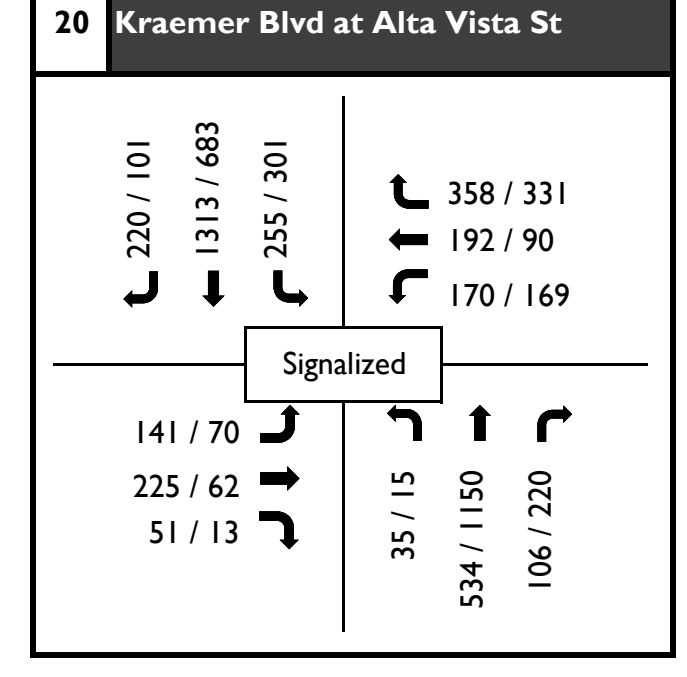 20 Kraemer Blvd at Alta Vista St
220 / 101
1313 / 683
255 / 301
358 / 331
192 / 90
170 / 169
Signalized
141 / 70
225 / 62
51 / 13
35 / 15
534 / 1150
106 / 220